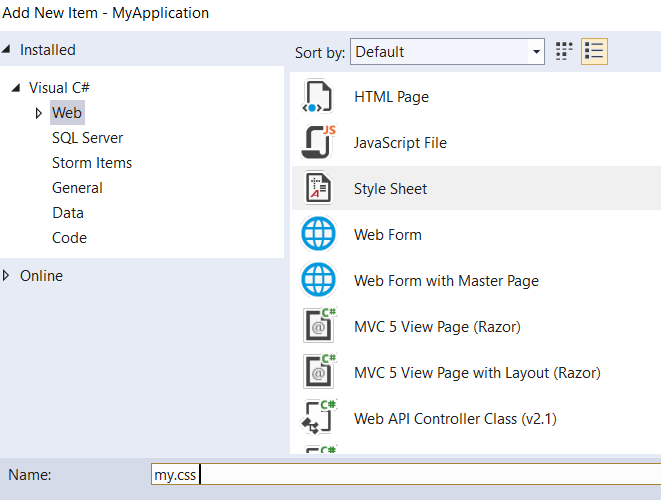 Add New Item - MyApplication
Installed
Visual C#
Web
SQL Server
Storm Items
General
Data
Code
Online
Sort by: Default
HTML Page
JS
JavaScript File
A
Style Sheet
Web Form
Web Form with Master Page
C#
@
MVC 5 View Page (Razor)
C#
@
MVC 5 View Page with Layout (Razor)
C#
Web API Controller Class (v2.1)
Name: my.css